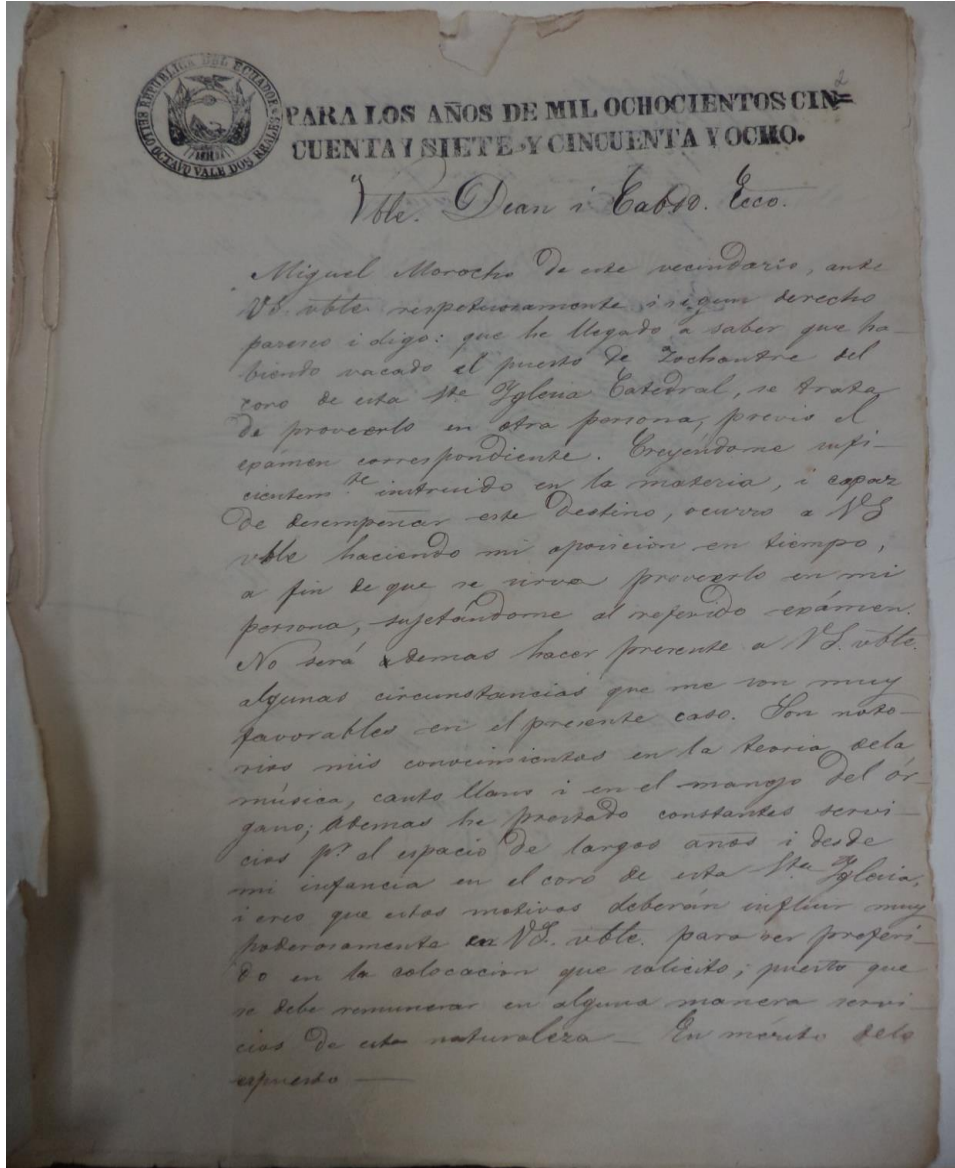 2
REPUBLICA DEL ECUADOR
SELLO OCTAVO VALE DOS REALES
PARA LOS AÑOS DE MIL OCHOCIENTOS CIN=
CUENTA Y SIETE Y CINCUENTA Y OCHO.
Vble. Dean i Cabdo. Ecco.
Miguel Morocho de este vecindario, ante
VS. vble. respetuosamente i segun derecho
paresco i digo: que he llegado a saber que ha-
biendo vacado el puesto de Zochantre del
coro de esta Sta Yglesia Catedral, se trata
de proveerlo en otra persona, previo el
exámen correspondiente. Creyéndome sufi-
cientemte instruido en la materia, i capaz
de desempeñar este destino, ocurro a VS
vble haciendo mi oposicion en tiempo,
a fin de que se sirva proveerlo en mi
persona, sujetándome al referido exámen.
No será ademas hacer presente a VS. vble.
algunas circunstancias que me son muy
favorables en el presente caso. Son noto-
rios mis conocimientos en la teoria dela
música, canto llano i en el manejo del ór-
gano; ademas he prestado constantes servi-
cios pr. el espacio de largos años i desde
mi infancia en el coro de esta Sta Yglesia,
i creo que estos motivos deberán influir muy
poderosamente en VS. vble. para ser preferi-
do en la colocacion que solicito; puesto que
se debe remunerar en alguna manera servi-
cios de esta naturaleza — En mérito delo
espuesto —